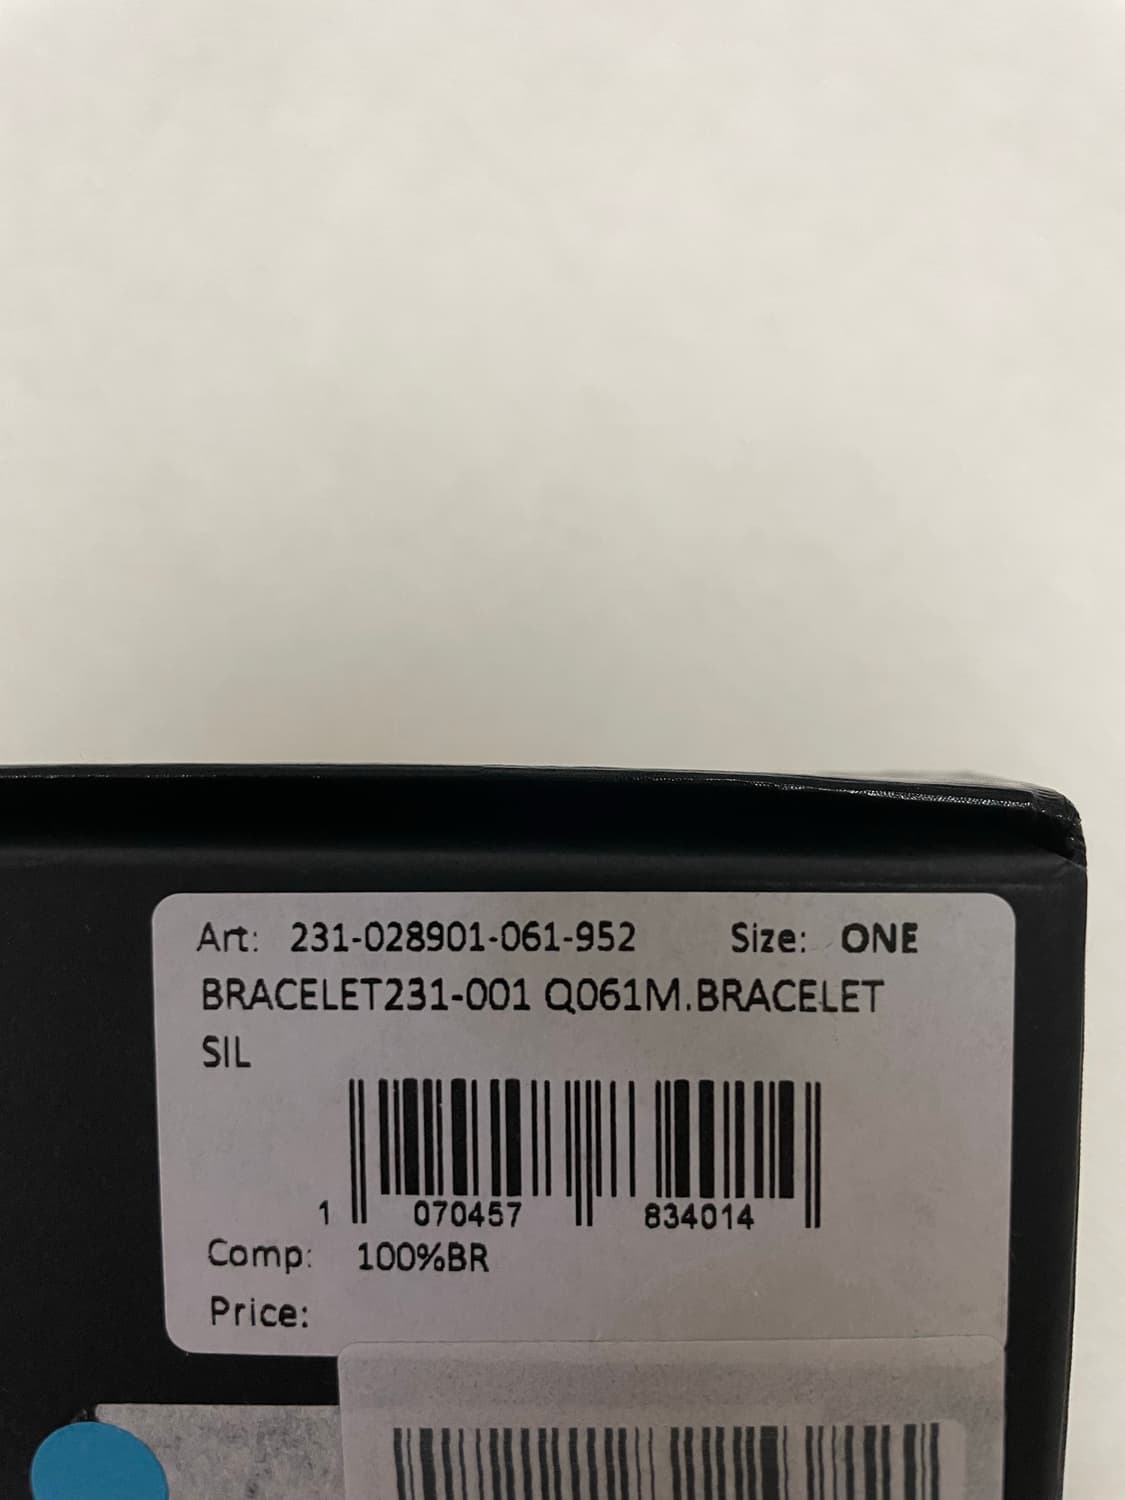 Art: 231-028901-061-952 Size: ONE
BRACELET231-001 Q061M.BRACELET
SIL
1 070457 834014
Comp: 100%BR
Price: